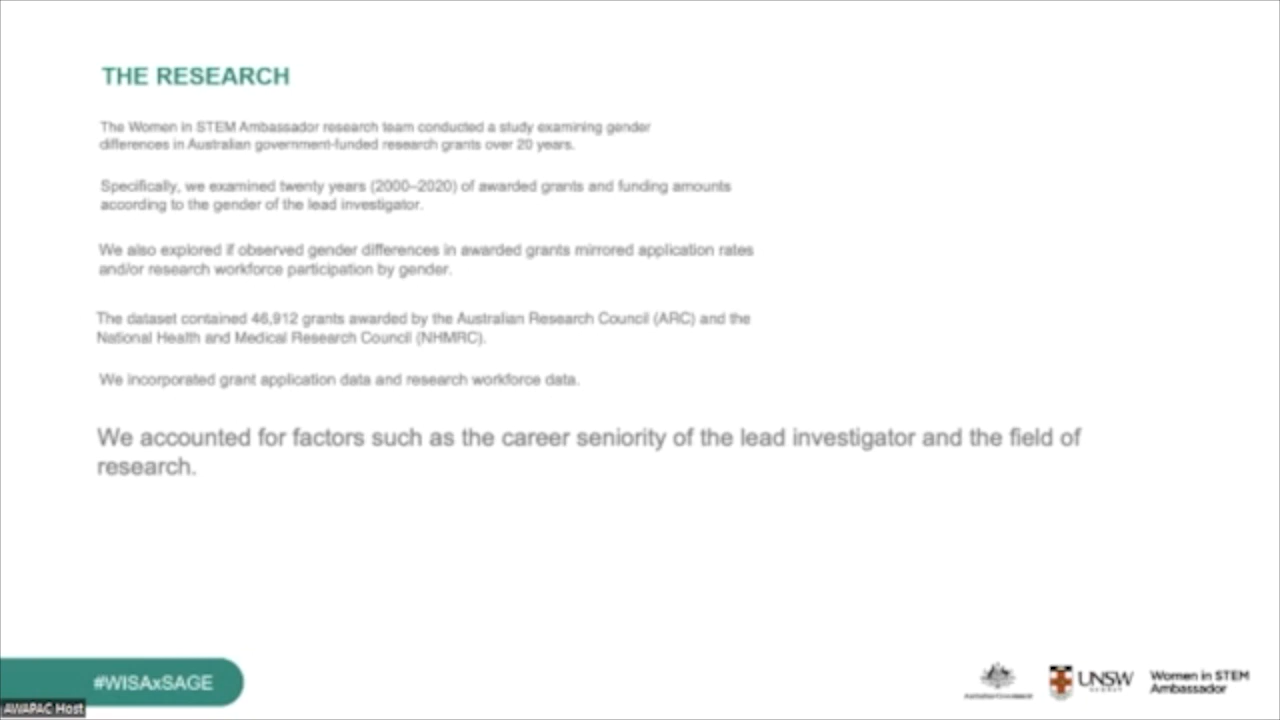 THE RESEARCH
The Women in STEM Ambassador research team conducted a study examining gender
differences in Australian government-funded research grants over 20 years.
Specifically, we examined twenty years (2000–2020) of awarded grants and funding amounts
according to the gender of the lead investigator.
We also explored if observed gender differences in awarded grants mirrored application rates
and/or research workforce participation by gender.
The dataset contained 46,912 grants awarded by the Australian Research Council (ARC) and the
National Health and Medical Research Council (NHMRC).
We incorporated grant application data and research workforce data.
We accounted for factors such as the career seniority of the lead investigator and the field of
research.
#WISAxSAGE
AWAPAC Host
Australian Government
UNSW
SYDNEY
Women in STEM
Ambassador